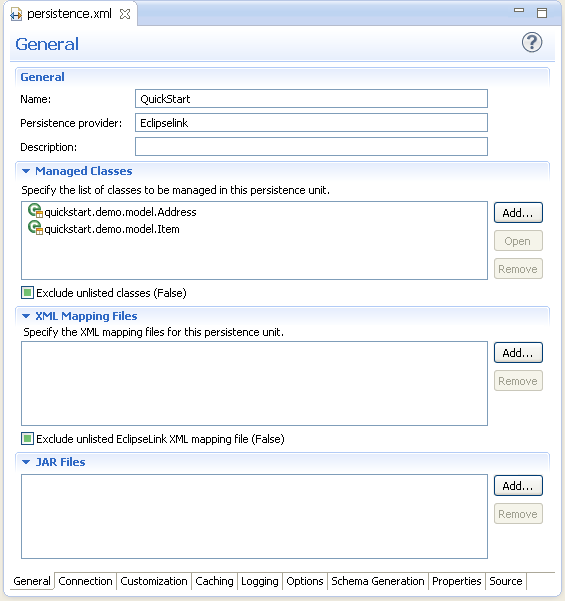 persistence.xml
General
?
General
Name: QuickStart
Persistence provider: Eclipselink
Description:
Managed Classes
Specify the list of classes to be managed in this persistence unit.
quickstart.demo.model.Address
quickstart.demo.model.Item
Add...
Open
Remove
Exclude unlisted classes (False)
XML Mapping Files
Specify the XML mapping files for this persistence unit.
Add...
Remove
Exclude unlisted EclipseLink XML mapping file (False)
JAR Files
Add...
Remove
General Connection Customization Caching Logging Options Schema Generation Properties Source